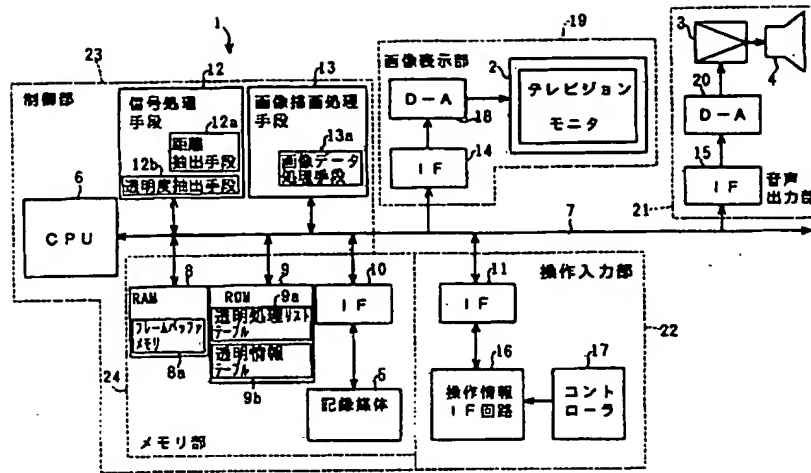 1
23
12
13
制御部
信号処理
手段
12a
距離
抽出手段
12b
透明度抽出手段
画像描画処理
手段
13a
画像データ
処理手段
6
CPU
19
画像表示部
2
D-A
18
テレビジョン
モニタ
14
IF
3
4
20
D-A
15
IF
音声
出力部
21
7
8
RAM
フレームバッファ
メモリ
8a
9
ROM
9a
透明処理リスト
テーブル
透明情報
テーブル
9b
10
IF
5
記録媒体
24
メモリ部
操作入力部
11
IF
22
16
操作情報
IF回路
17
コント
ローラ